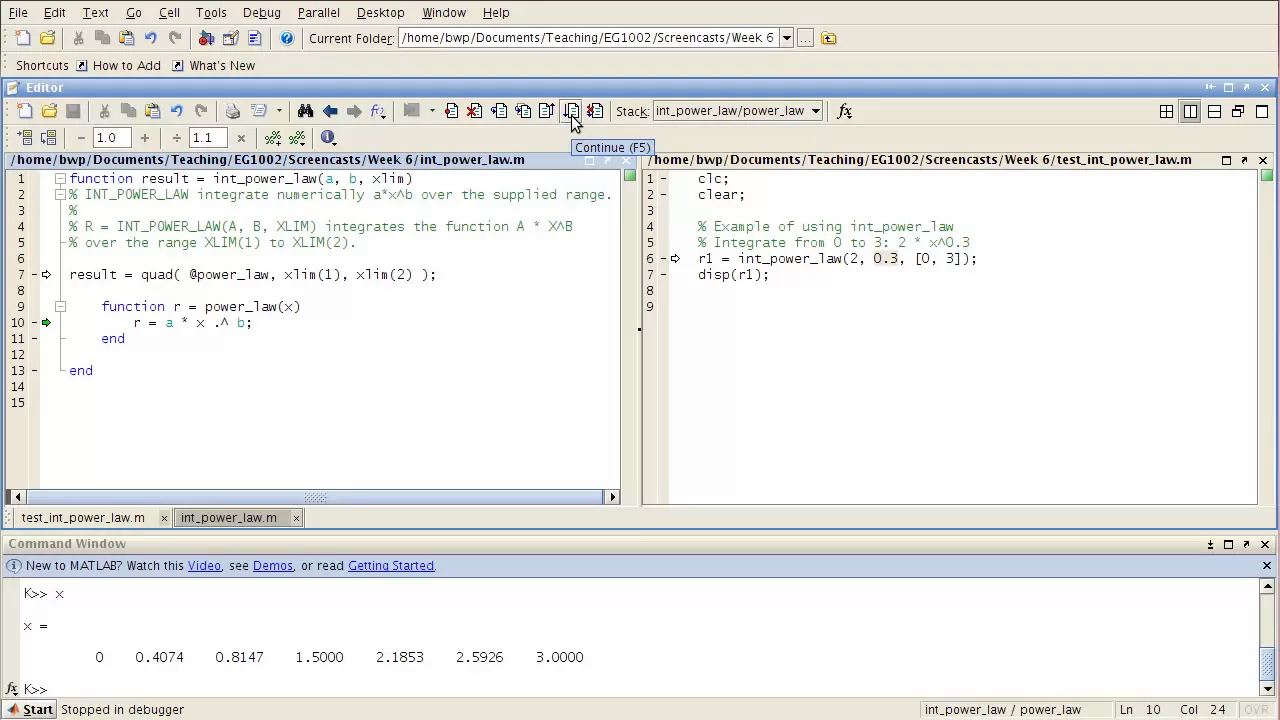 File Edit Text Go Cell Tools Debug Parallel Desktop Window Help
Current Folder: /home/bwp/Documents/Teaching/EG1002/Screencasts/Week 6
Shortcuts How to Add What's New
Editor
Stack: int_power_law/power_law
1.0 1.1
Continue (F5)
/home/bwp/Documents/Teaching/EG1002/Screencasts/Week 6/int_power_law.m
1 function result = int_power_law(a, b, xlim)
2 % INT_POWER_LAW integrate numerically a*x^b over the supplied range.
3 %
4 % R = INT_POWER_LAW(A, B, XLIM) integrates the function A * X^B
5 % over the range XLIM(1) to XLIM(2).
6
7 result = quad( @power_law, xlim(1), xlim(2) );
8
9 function r = power_law(x)
10 r = a * x .^ b;
11 end
12
13 end
14
15
/home/bwp/Documents/Teaching/EG1002/Screencasts/Week 6/test_int_power_law.m
1 clc;
2 clear;
3
4 % Example of using int_power_law
5 % Integrate from 0 to 3: 2 * x^0.3
6 r1 = int_power_law(2, 0.3, [0, 3]);
7 disp(r1);
8
9
test_int_power_law.m int_power_law.m
Command Window
New to MATLAB? Watch this Video, see Demos, or read Getting Started.
K>> x
x =
0 0.4074 0.8147 1.5000 2.1853 2.5926 3.0000
K>>
Start Stopped in debugger int_power_law / power_law Ln 10 Col 24 OVR